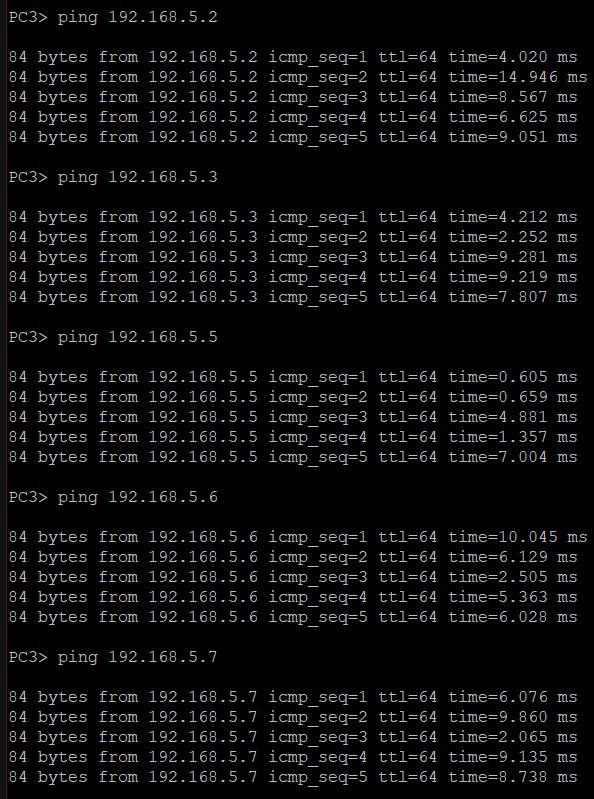 PC3> ping 192.168.5.2
84 bytes from 192.168.5.2 icmp_seq=1 ttl=64 time=4.020 ms
84 bytes from 192.168.5.2 icmp_seq=2 ttl=64 time=14.946 ms
84 bytes from 192.168.5.2 icmp_seq=3 ttl=64 time=8.567 ms
84 bytes from 192.168.5.2 icmp_seq=4 ttl=64 time=6.625 ms
84 bytes from 192.168.5.2 icmp_seq=5 ttl=64 time=9.051 ms
PC3> ping 192.168.5.3
84 bytes from 192.168.5.3 icmp_seq=1 ttl=64 time=4.212 ms
84 bytes from 192.168.5.3 icmp_seq=2 ttl=64 time=2.252 ms
84 bytes from 192.168.5.3 icmp_seq=3 ttl=64 time=9.281 ms
84 bytes from 192.168.5.3 icmp_seq=4 ttl=64 time=9.219 ms
84 bytes from 192.168.5.3 icmp_seq=5 ttl=64 time=7.807 ms
PC3> ping 192.168.5.5
84 bytes from 192.168.5.5 icmp_seq=1 ttl=64 time=0.605 ms
84 bytes from 192.168.5.5 icmp_seq=2 ttl=64 time=0.659 ms
84 bytes from 192.168.5.5 icmp_seq=3 ttl=64 time=4.881 ms
84 bytes from 192.168.5.5 icmp_seq=4 ttl=64 time=1.357 ms
84 bytes from 192.168.5.5 icmp_seq=5 ttl=64 time=7.004 ms
PC3> ping 192.168.5.6
84 bytes from 192.168.5.6 icmp_seq=1 ttl=64 time=10.045 ms
84 bytes from 192.168.5.6 icmp_seq=2 ttl=64 time=6.129 ms
84 bytes from 192.168.5.6 icmp_seq=3 ttl=64 time=2.505 ms
84 bytes from 192.168.5.6 icmp_seq=4 ttl=64 time=5.363 ms
84 bytes from 192.168.5.6 icmp_seq=5 ttl=64 time=6.028 ms
PC3> ping 192.168.5.7
84 bytes from 192.168.5.7 icmp_seq=1 ttl=64 time=6.076 ms
84 bytes from 192.168.5.7 icmp_seq=2 ttl=64 time=9.860 ms
84 bytes from 192.168.5.7 icmp_seq=3 ttl=64 time=2.065 ms
84 bytes from 192.168.5.7 icmp_seq=4 ttl=64 time=9.135 ms
84 bytes from 192.168.5.7 icmp_seq=5 ttl=64 time=8.738 ms